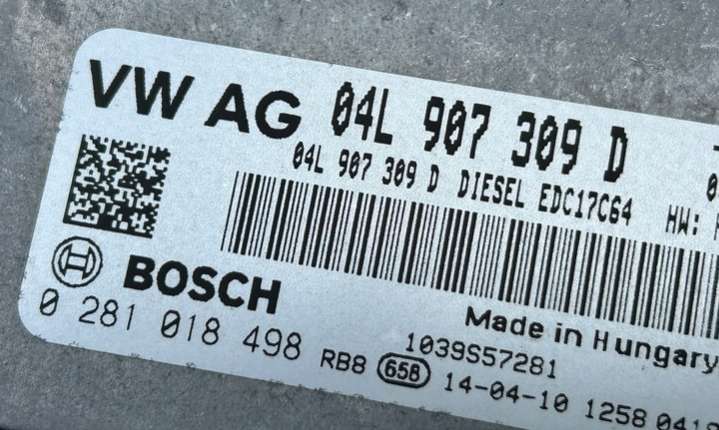 VW AG 04L 907 309 D
04L 907 309 D DIESEL EDC17C64 HW:
BOSCH
0 281 018 498
Made in Hungary
1039S57281
RB8 656 14-04-10 1258